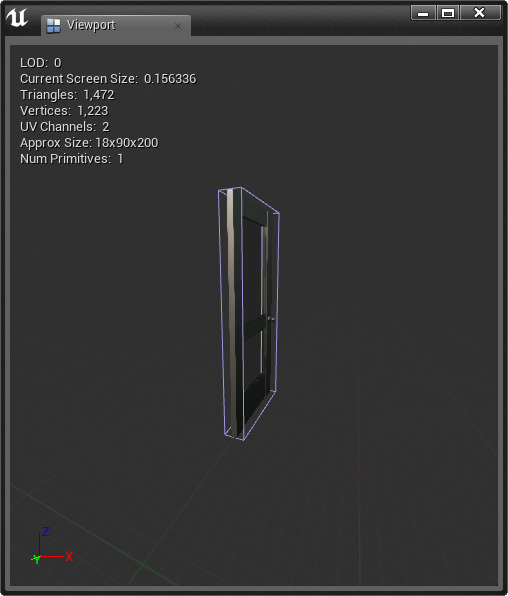 Viewport
LOD: 0
Current Screen Size: 0.156336
Triangles: 1,472
Vertices: 1,223
UV Channels: 2
Approx Size: 18x90x200
Num Primitives: 1
Z
X
Y